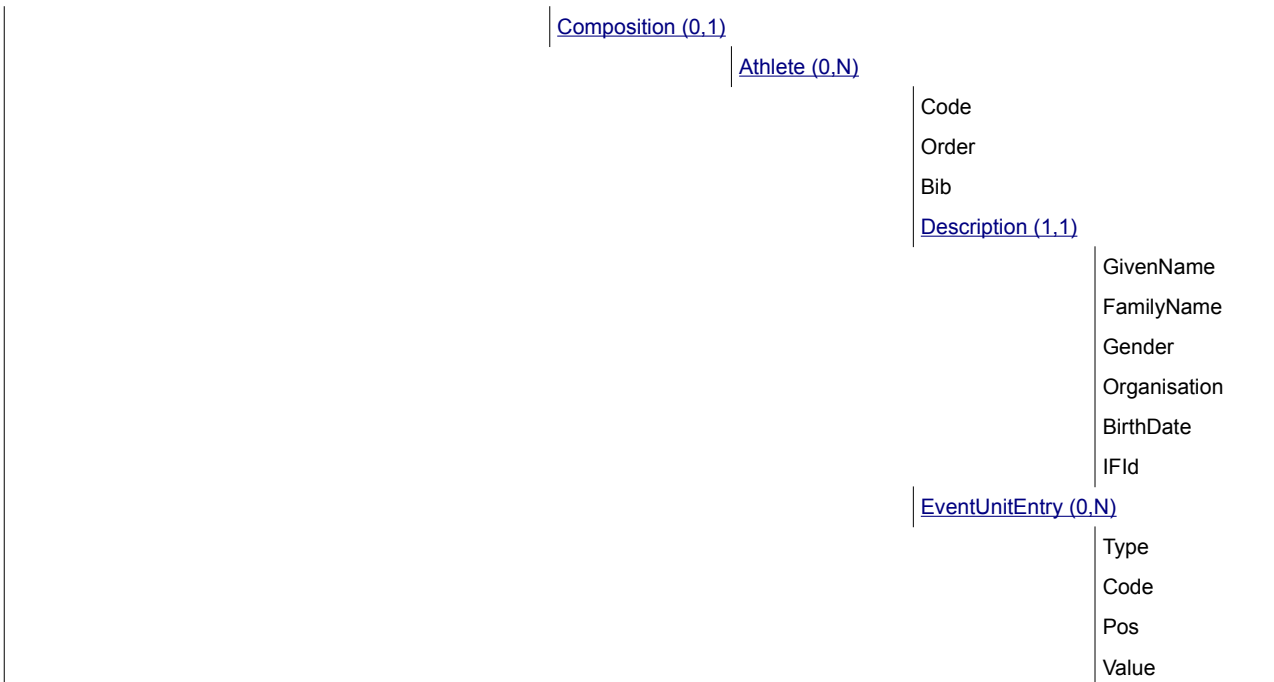 Composition (0,1)
Athlete (0,N)
Code
Order
Bib
Description (1,1)
GivenName
FamilyName
Gender
Organisation
BirthDate
IFId
EventUnitEntry (0,N)
Type
Code
Pos
Value